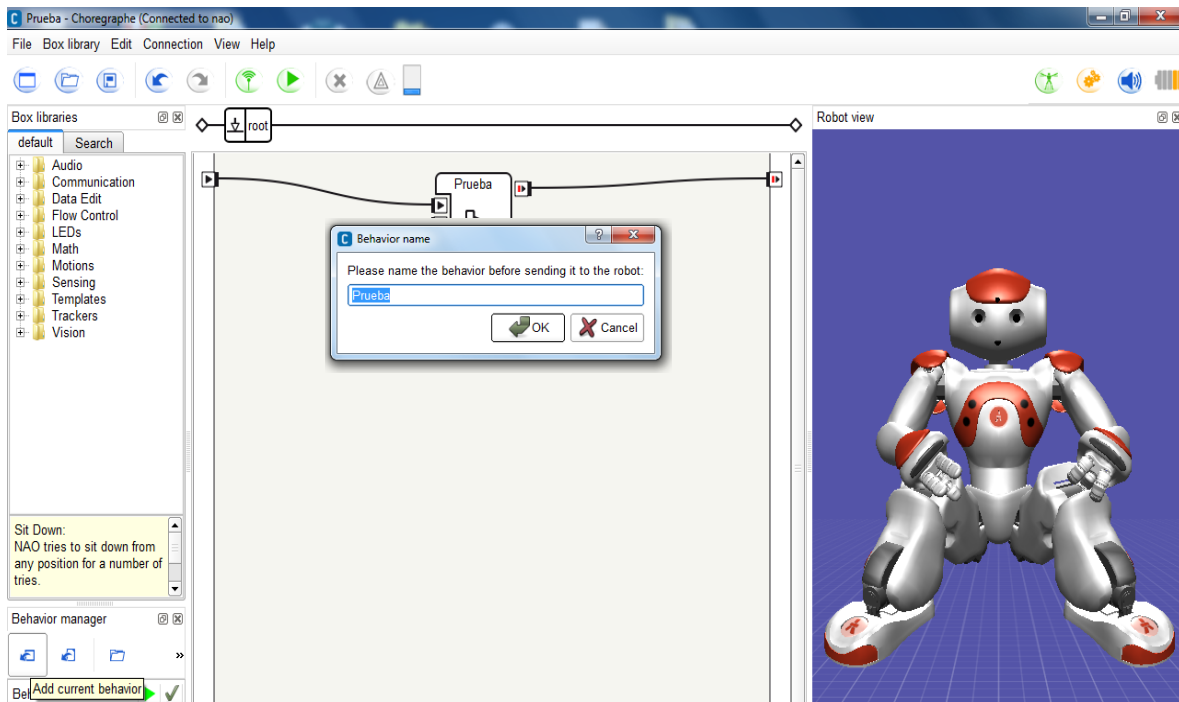 Prueba - Choregraphe (Connected to nao)
File Box library Edit Connection View Help
Box libraries
default Search
Audio
Communication
Data Edit
Flow Control
LEDs
Math
Motions
Sensing
Templates
Trackers
Vision
Sit Down:
NAO tries to sit down from
any position for a number of
tries.
Behavior manager
»
Add current behavior
root
Prueba
Behavior name
Please name the behavior before sending it to the robot:
Prueba
OK Cancel
Robot view